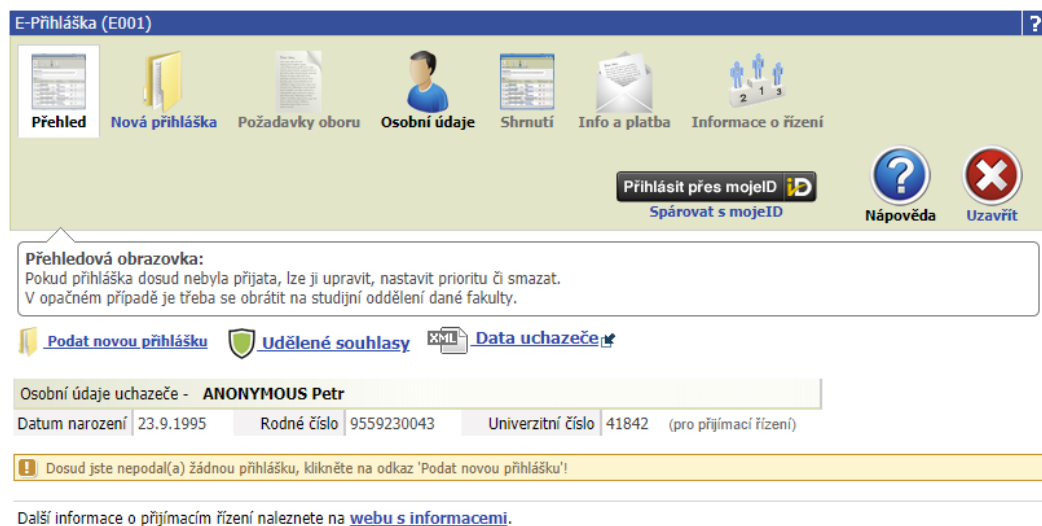 E-Přihláška (E001) ?
Přehled Nová přihláška Požadavky oboru Osobní údaje Shrnutí Info a platba Informace o řízení
2 1 3
Přihlásit přes mojeID iD
Spárovat s mojeID
? Nápověda Uzavřít
Přehledová obrazovka:
Pokud přihláška dosud nebyla přijata, lze ji upravit, nastavit prioritu či smazat.
V opačném případě je třeba se obrátit na studijní oddělení dané fakulty.
Podat novou přihlášku Udělené souhlasy XML Data uchazeče
Osobní údaje uchazeče - ANONYMOUS Petr
Datum narození 23.9.1995 Rodné číslo 9559230043 Univerzitní číslo 41842 (pro přijímací řízení)
! Dosud jste nepodal(a) žádnou přihlášku, klikněte na odkaz 'Podat novou přihlášku'!
Další informace o přijímacím řízení naleznete na webu s informacemi.